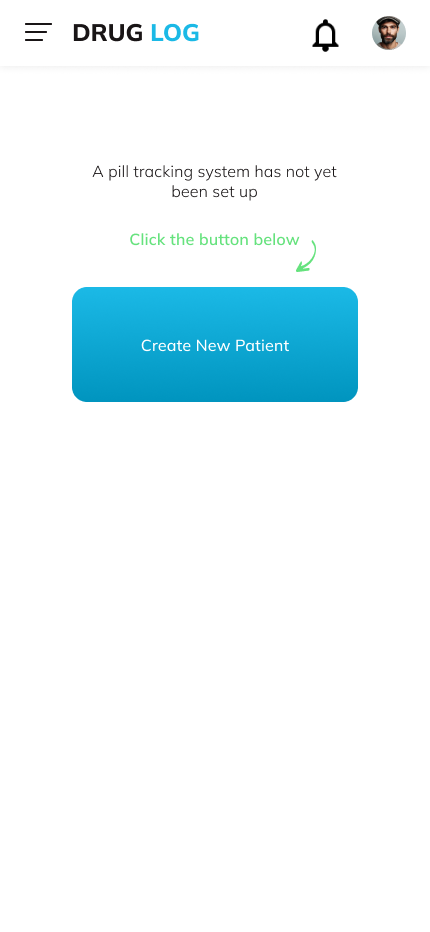 DRUG LOG
A pill tracking system has not yet
been set up
Click the button below
Create New Patient